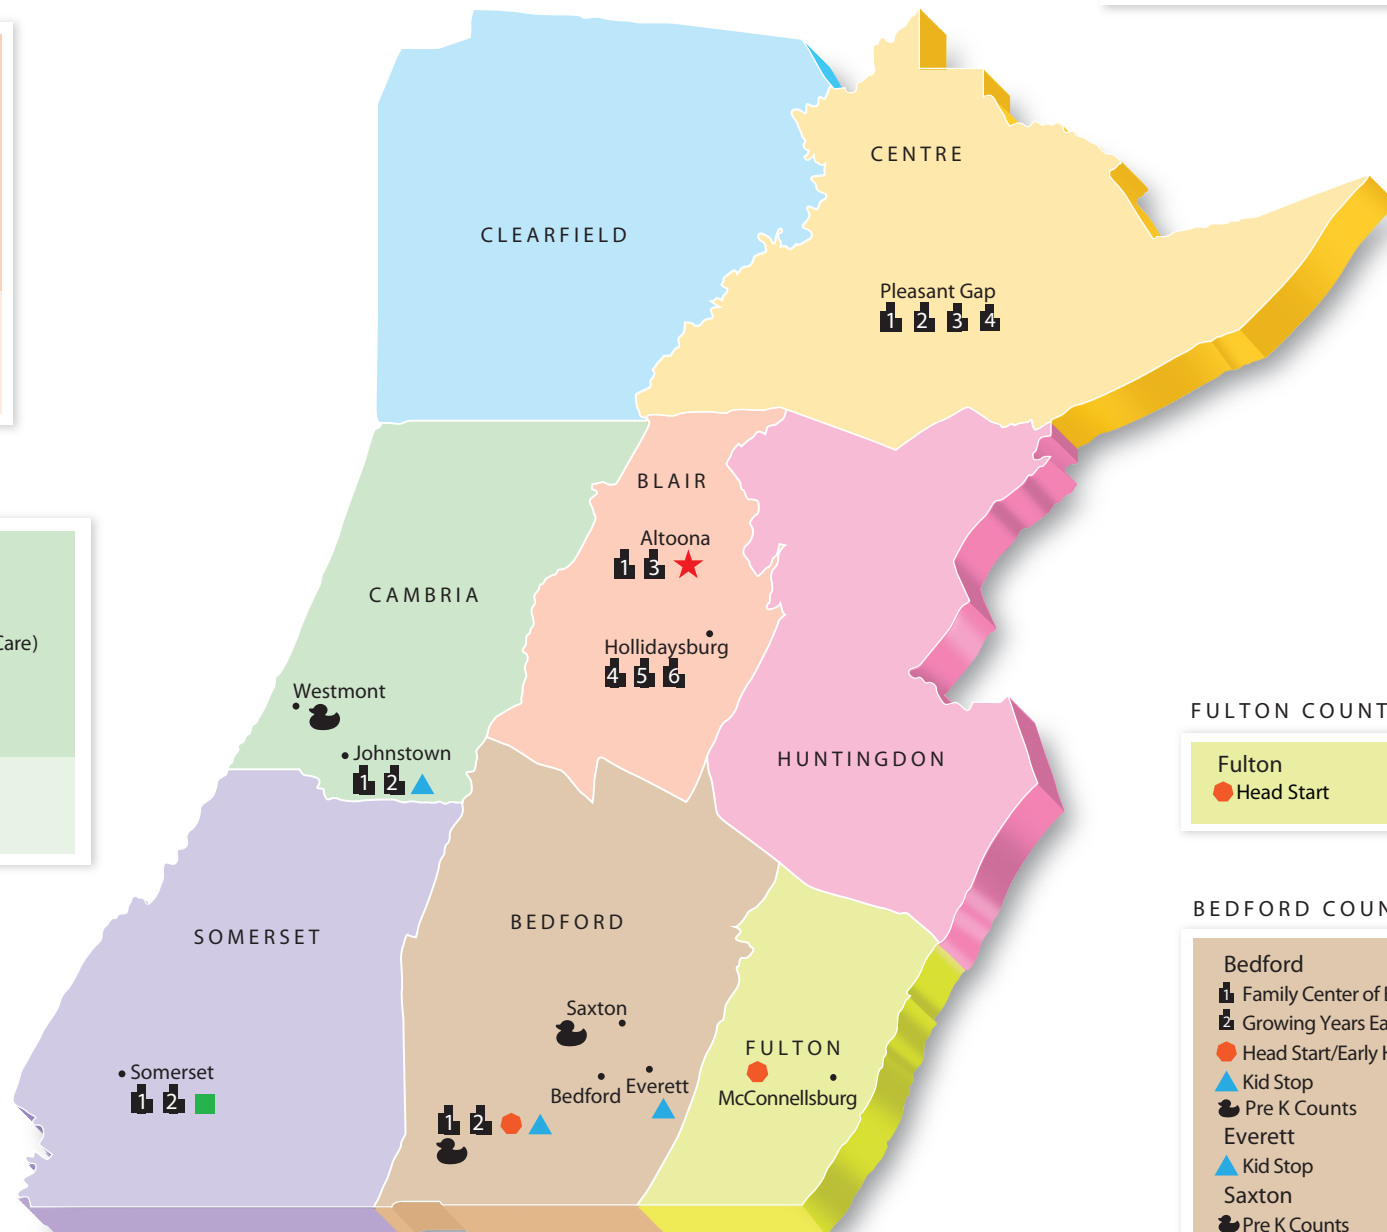 CENTRE
CLEARFIELD
Pleasant Gap
1 2 3 4
BLAIR
Altoona
1 3
CAMBRIA
Care)
Hollidaysburg
4 5 6
Westmont
Johnstown
1 2
HUNTINGDON
FULTON COUNT
Fulton
Head Start
BEDFORD COUN
SOMERSET
BEDFORD
Bedford
1 Family Center of
2 Growing Years Ea
Head Start/Early
Kid Stop
Pre K Counts
Everett
Kid Stop
Saxton
Pre K Counts
Saxton
FULTON
Somerset
1 2
Bedford
Everett
McConnellsburg
1 2